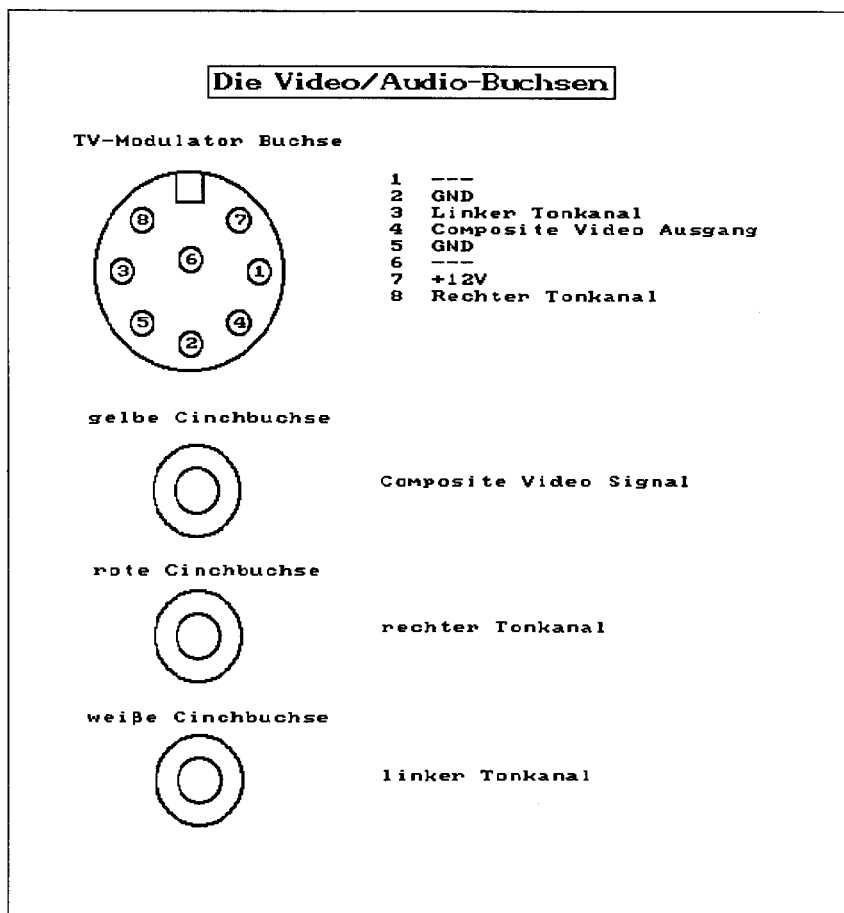 Die Video/Audio-Buchsen
TV-Modulator Buchse
8
7
6
3
1
5
4
2
1 ---
2 GND
3 Linker Tonkanal
4 Composite Video Ausgang
5 GND
6 ---
7 +12V
8 Rechter Tonkanal
gelbe Cinchbuchse
Composite Video Signal
rote Cinchbuchse
rechter Tonkanal
weiße Cinchbuchse
linker Tonkanal